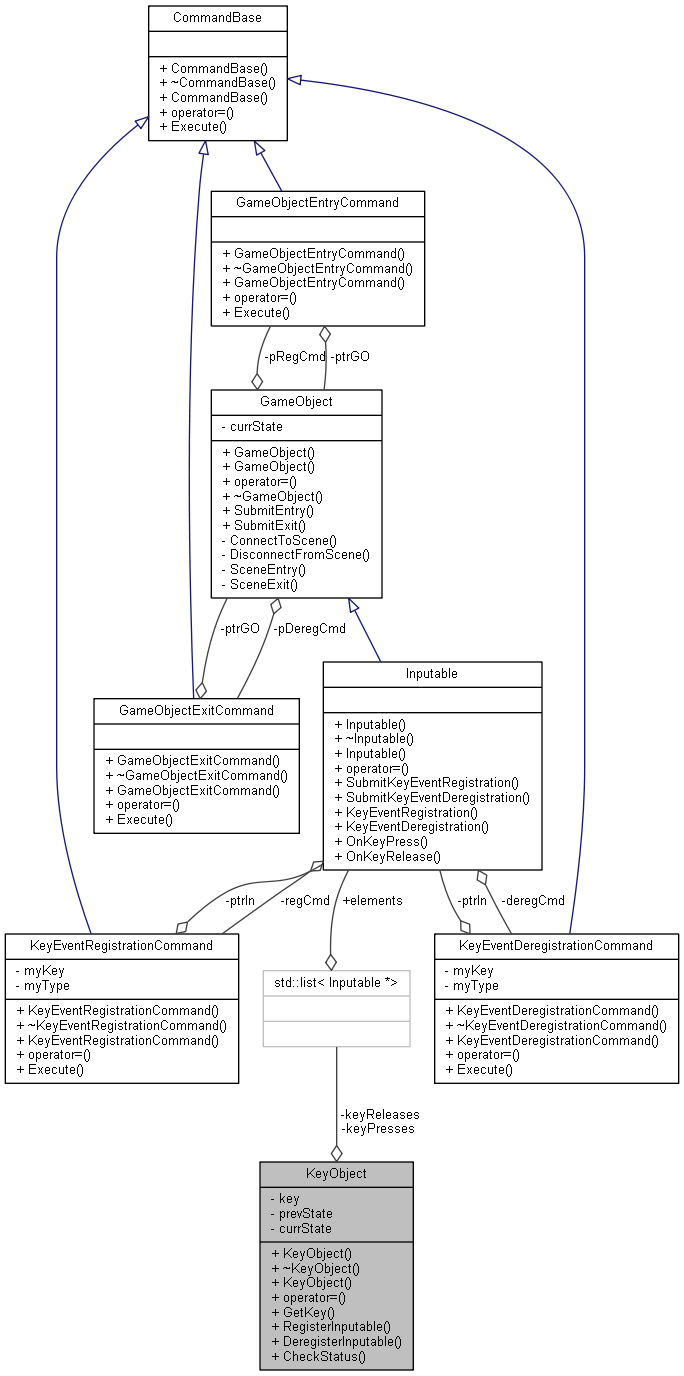 CommandBase
+ CommandBase()
+ ~CommandBase()
+ CommandBase()
+ operator=()
+ Execute()
GameObjectEntryCommand
+ GameObjectEntryCommand()
+ ~GameObjectEntryCommand()
+ GameObjectEntryCommand()
+ operator=()
+ Execute()
-pRegCmd
-ptrGO
GameObject
- currState
+ GameObject()
+ GameObject()
+ operator=()
+ ~GameObject()
+ SubmitEntry()
+ SubmitExit()
- ConnectToScene()
- DisconnectFromScene()
- SceneEntry()
- SceneExit()
-ptrGO
-pDeregCmd
GameObjectExitCommand
+ GameObjectExitCommand()
+ ~GameObjectExitCommand()
+ GameObjectExitCommand()
+ operator=()
+ Execute()
Inputable
+ Inputable()
+ ~Inputable()
+ Inputable()
+ operator=()
+ SubmitKeyEventRegistration()
+ SubmitKeyEventDeregistration()
+ KeyEventRegistration()
+ KeyEventDeregistration()
+ OnKeyPress()
+ OnKeyRelease()
-ptrIn
-regCmd
+elements
-ptrIn
-deregCmd
KeyEventRegistrationCommand
- myKey
- myType
+ KeyEventRegistrationCommand()
+ ~KeyEventRegistrationCommand()
+ KeyEventRegistrationCommand()
+ operator=()
+ Execute()
std::list< Inputable *>
KeyEventDeregistrationCommand
- myKey
- myType
+ KeyEventDeregistrationCommand()
+ ~KeyEventDeregistrationCommand()
+ KeyEventDeregistrationCommand()
+ operator=()
+ Execute()
-keyReleases
-keyPresses
KeyObject
- key
- prevState
- currState
+ KeyObject()
+ ~KeyObject()
+ KeyObject()
+ operator=()
+ GetKey()
+ RegisterInputable()
+ DeregisterInputable()
+ CheckStatus()